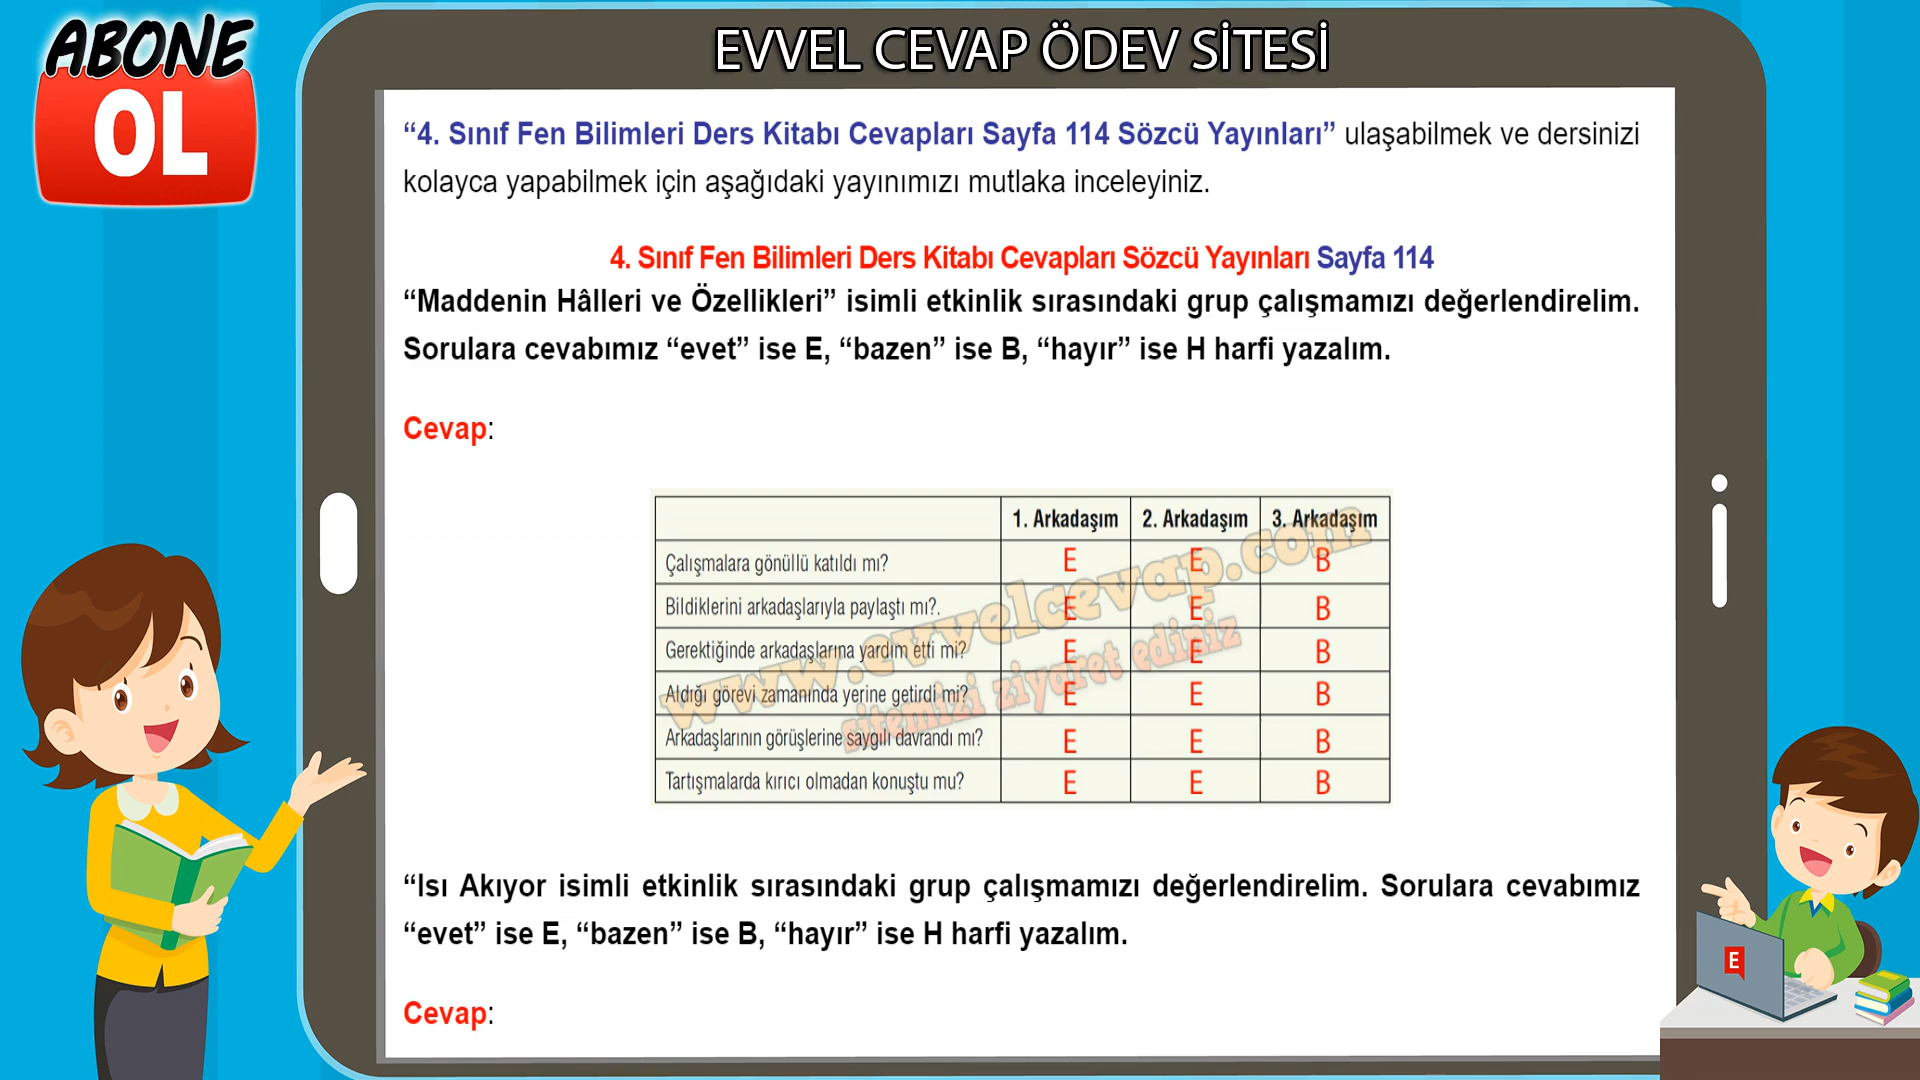 ABONE
OL
EVVEL CEVAP ÖDEV SİTESİ
“4. Sınıf Fen Bilimleri Ders Kitabı Cevapları Sayfa 114 Sözcü Yayınları” ulaşabilmek ve dersinizi
kolayca yapabilmek için aşağıdaki yayınımızı mutlaka inceleyiniz.
4. Sınıf Fen Bilimleri Ders Kitabı Cevapları Sözcü Yayınları Sayfa 114
“Maddenin Hâlleri ve Özellikleri” isimli etkinlik sırasındaki grup çalışmamızı değerlendirelim.
Sorulara cevabımız “evet” ise E, “bazen” ise B, “hayır” ise H harfi yazalım.
Cevap:
1. Arkadaşım 2. Arkadaşım 3. Arkadaşım
Çalışmalara gönüllü katıldı mı? E E B
Bildiklerini arkadaşlarıyla paylaştı mı?. E E B
Gerektiğinde arkadaşlarına yardım etti mi? E E B
Aldığı görevi zamanında yerine getirdi mi? E E B
Arkadaşlarının görüşlerine saygılı davrandı mı? E E B
Tartışmalarda kırıcı olmadan konuştu mu? E E B
www.evvelcevap.com
sitemizi ziyaret ediniz
“Isı Akıyor isimli etkinlik sırasındaki grup çalışmamızı değerlendirelim. Sorulara cevabımız
“evet” ise E, “bazen” ise B, “hayır” ise H harfi yazalım.
Cevap:
E